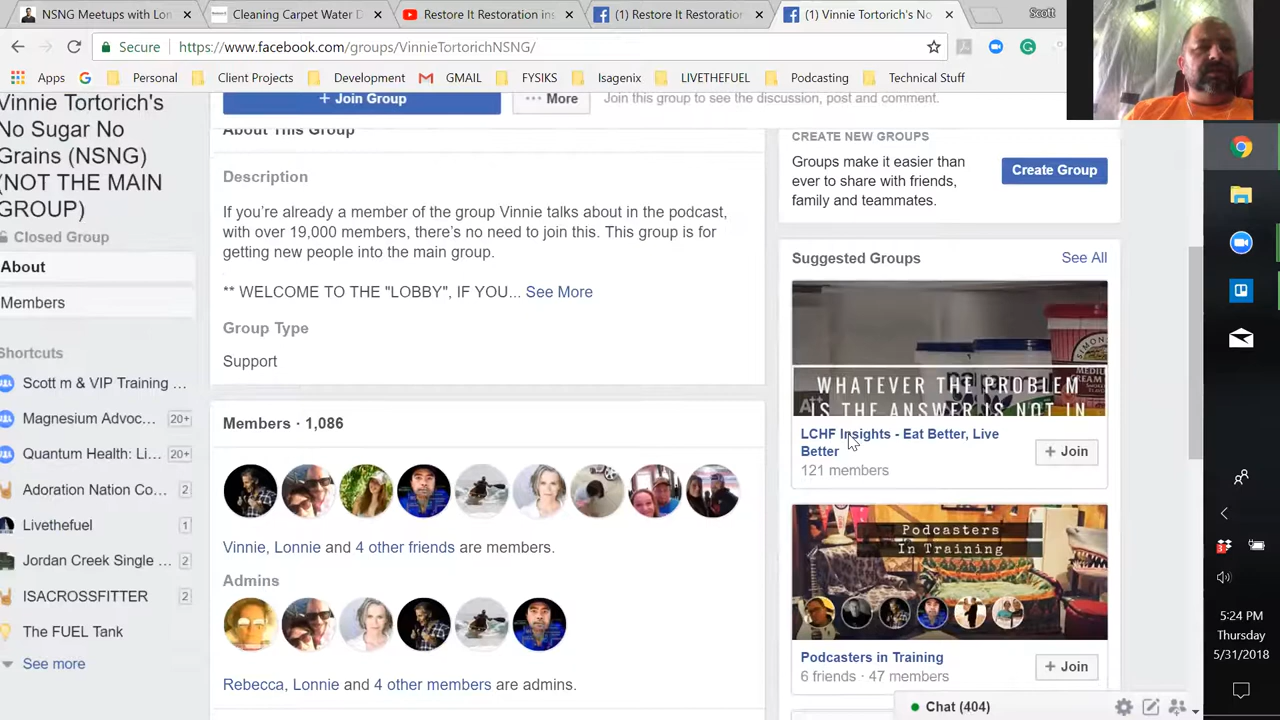 NSNG Meetups with Lon
Cleaning Carpet Water D
Restore It Restoration ins
(1) Restore It Restoratio
(1) Vinnie Tortorich's No
Scott
Secure
https://www.facebook.com/groups/VinnieTortorichNSNG/
Apps
Personal
Client Projects
Development
GMAIL
FYSIKS
Isagenix
LIVETHEFUEL
Podcasting
Technical Stuff
Vinnie Tortorich's
No Sugar No
Grains (NSNG)
(NOT THE MAIN
GROUP)
Closed Group
About
Members
Shortcuts
Scott m & VIP Training ...
Magnesium Advoc... 20+
Quantum Health: Li... 20+
Adoration Nation Co... 2
Livethefuel 1
Jordan Creek Single ... 2
ISACROSSFITTER 2
The FUEL Tank
See more
+ Join Group
••• More
Join this group to see the discussion, post and comment.
About This Group
Description
If you're already a member of the group Vinnie talks about in the podcast,
with over 19,000 members, there's no need to join this. This group is for
getting new people into the main group.
** WELCOME TO THE "LOBBY", IF YOU... See More
Group Type
Support
Members · 1,086
Vinnie, Lonnie and 4 other friends are members.
Admins
Rebecca, Lonnie and 4 other members are admins.
CREATE NEW GROUPS
Groups make it easier than
ever to share with friends,
family and teammates.
Create Group
Suggested Groups
See All
WHATEVER THE PROBLEM
IS THE ANSWER IS NOT IN
LCHF Insights - Eat Better, Live
Better
121 members
+ Join
Podcasters
In Training
Podcasters in Training
6 friends · 47 members
+ Join
Chat (404)
5:24 PM
Thursday
5/31/2018